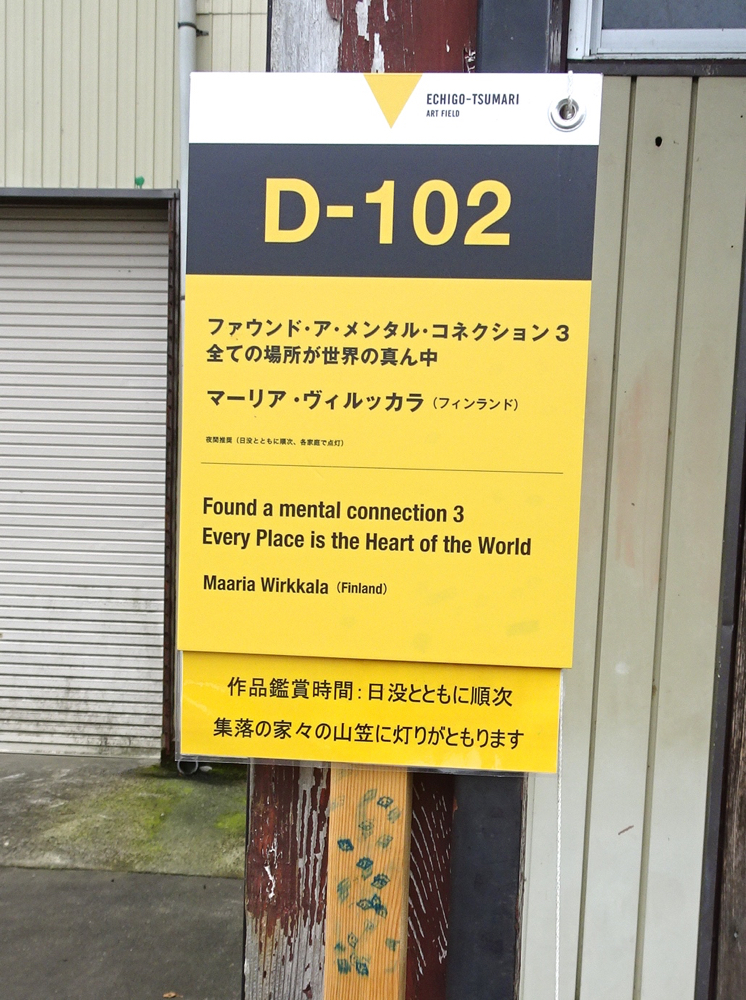 ECHIGO-TSUMARI
ART FIELD
D-102
ファウンド・ア・メンタル・コネクション 3
全ての場所が世界の真ん中
マーリア・ヴィルッカラ（フィンランド）
夜間推奨（日没とともに順次、各家庭で点灯）
Found a mental connection 3
Every Place is the Heart of the World
Maaria Wirkkala（Finland）
作品鑑賞時間：日没とともに順次
集落の家々の山笠に灯りがともります